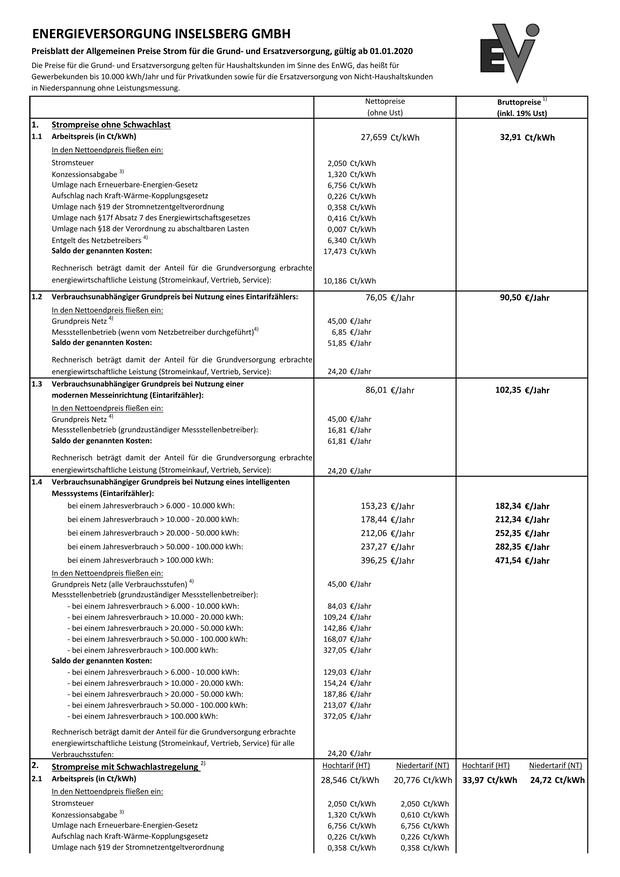 ENERGIEVERSORGUNG INSELSBERG GMBH
EVI
Preisblatt der Allgemeinen Preise Strom für die Grund- und Ersatzversorgung, gültig ab 01.01.2020
Die Preise für die Grund- und Ersatzversorgung gelten für Haushaltskunden im Sinne des EnWG, das heißt für
Gewerbekunden bis 10.000 kWh/Jahr und für Privatkunden sowie für die Ersatzversorgung von Nicht-Haushaltskunden
in Niederspannung ohne Leistungsmessung.
Nettopreise Bruttopreise 1)
(ohne Ust) (inkl. 19% Ust)
1. Strompreise ohne Schwachlast
1.1 Arbeitspreis (in Ct/kWh) 27,659 Ct/kWh 32,91 Ct/kWh
In den Nettoendpreis fließen ein:
Stromsteuer 2,050 Ct/kWh
Konzessionsabgabe 3) 1,320 Ct/kWh
Umlage nach Erneuerbare-Energien-Gesetz 6,756 Ct/kWh
Aufschlag nach Kraft-Wärme-Kopplungsgesetz 0,226 Ct/kWh
Umlage nach §19 der Stromnetzentgeltverordnung 0,358 Ct/kWh
Umlage nach §17f Absatz 7 des Energiewirtschaftsgesetzes 0,416 Ct/kWh
Umlage nach §18 der Verordnung zu abschaltbaren Lasten 0,007 Ct/kWh
Entgelt des Netzbetreibers 4) 6,340 Ct/kWh
Saldo der genannten Kosten: 17,473 Ct/kWh
Rechnerisch beträgt damit der Anteil für die Grundversorgung erbrachte
energiewirtschaftliche Leistung (Stromeinkauf, Vertrieb, Service): 10,186 Ct/kWh
1.2 Verbrauchsunabhängiger Grundpreis bei Nutzung eines Eintarifzählers: 76,05 €/Jahr 90,50 €/Jahr
In den Nettoendpreis fließen ein:
Grundpreis Netz 4) 45,00 €/Jahr
Messstellenbetrieb (wenn vom Netzbetreiber durchgeführt)4) 6,85 €/Jahr
Saldo der genannten Kosten: 51,85 €/Jahr
Rechnerisch beträgt damit der Anteil für die Grundversorgung erbrachte
energiewirtschaftliche Leistung (Stromeinkauf, Vertrieb, Service): 24,20 €/Jahr
1.3 Verbrauchsunabhängiger Grundpreis bei Nutzung einer
modernen Messeinrichtung (Eintarifzähler): 86,01 €/Jahr 102,35 €/Jahr
In den Nettoendpreis fließen ein:
Grundpreis Netz 4) 45,00 €/Jahr
Messstellenbetrieb (grundzuständiger Messstellenbetreiber): 16,81 €/Jahr
Saldo der genannten Kosten: 61,81 €/Jahr
Rechnerisch beträgt damit der Anteil für die Grundversorgung erbrachte
energiewirtschaftliche Leistung (Stromeinkauf, Vertrieb, Service): 24,20 €/Jahr
1.4 Verbrauchsunabhängiger Grundpreis bei Nutzung eines intelligenten
Messsystems (Eintarifzähler):
bei einem Jahresverbrauch > 6.000 - 10.000 kWh: 153,23 €/Jahr 182,34 €/Jahr
bei einem Jahresverbrauch > 10.000 - 20.000 kWh: 178,44 €/Jahr 212,34 €/Jahr
bei einem Jahresverbrauch > 20.000 - 50.000 kWh: 212,06 €/Jahr 252,35 €/Jahr
bei einem Jahresverbrauch > 50.000 - 100.000 kWh: 237,27 €/Jahr 282,35 €/Jahr
bei einem Jahresverbrauch > 100.000 kWh: 396,25 €/Jahr 471,54 €/Jahr
In den Nettoendpreis fließen ein:
Grundpreis Netz (alle Verbrauchsstufen) 4) 45,00 €/Jahr
Messstellenbetrieb (grundzuständiger Messstellenbetreiber):
- bei einem Jahresverbrauch > 6.000 - 10.000 kWh: 84,03 €/Jahr
- bei einem Jahresverbrauch > 10.000 - 20.000 kWh: 109,24 €/Jahr
- bei einem Jahresverbrauch > 20.000 - 50.000 kWh: 142,86 €/Jahr
- bei einem Jahresverbrauch > 50.000 - 100.000 kWh: 168,07 €/Jahr
- bei einem Jahresverbrauch > 100.000 kWh: 327,05 €/Jahr
Saldo der genannten Kosten:
- bei einem Jahresverbrauch > 6.000 - 10.000 kWh: 129,03 €/Jahr
- bei einem Jahresverbrauch > 10.000 - 20.000 kWh: 154,24 €/Jahr
- bei einem Jahresverbrauch > 20.000 - 50.000 kWh: 187,86 €/Jahr
- bei einem Jahresverbrauch > 50.000 - 100.000 kWh: 213,07 €/Jahr
- bei einem Jahresverbrauch > 100.000 kWh: 372,05 €/Jahr
Rechnerisch beträgt damit der Anteil für die Grundversorgung erbrachte
energiewirtschaftliche Leistung (Stromeinkauf, Vertrieb, Service) für alle
Verbrauchsstufen: 24,20 €/Jahr
2. Strompreise mit Schwachlastregelung 2) Hochtarif (HT) Niedertarif (NT) Hochtarif (HT) Niedertarif (NT)
2.1 Arbeitspreis (in Ct/kWh) 28,546 Ct/kWh 20,776 Ct/kWh 33,97 Ct/kWh 24,72 Ct/kWh
In den Nettoendpreis fließen ein:
Stromsteuer 2,050 Ct/kWh 2,050 Ct/kWh
Konzessionsabgabe 3) 1,320 Ct/kWh 0,610 Ct/kWh
Umlage nach Erneuerbare-Energien-Gesetz 6,756 Ct/kWh 6,756 Ct/kWh
Aufschlag nach Kraft-Wärme-Kopplungsgesetz 0,226 Ct/kWh 0,226 Ct/kWh
Umlage nach §19 der Stromnetzentgeltverordnung 0,358 Ct/kWh 0,358 Ct/kWh